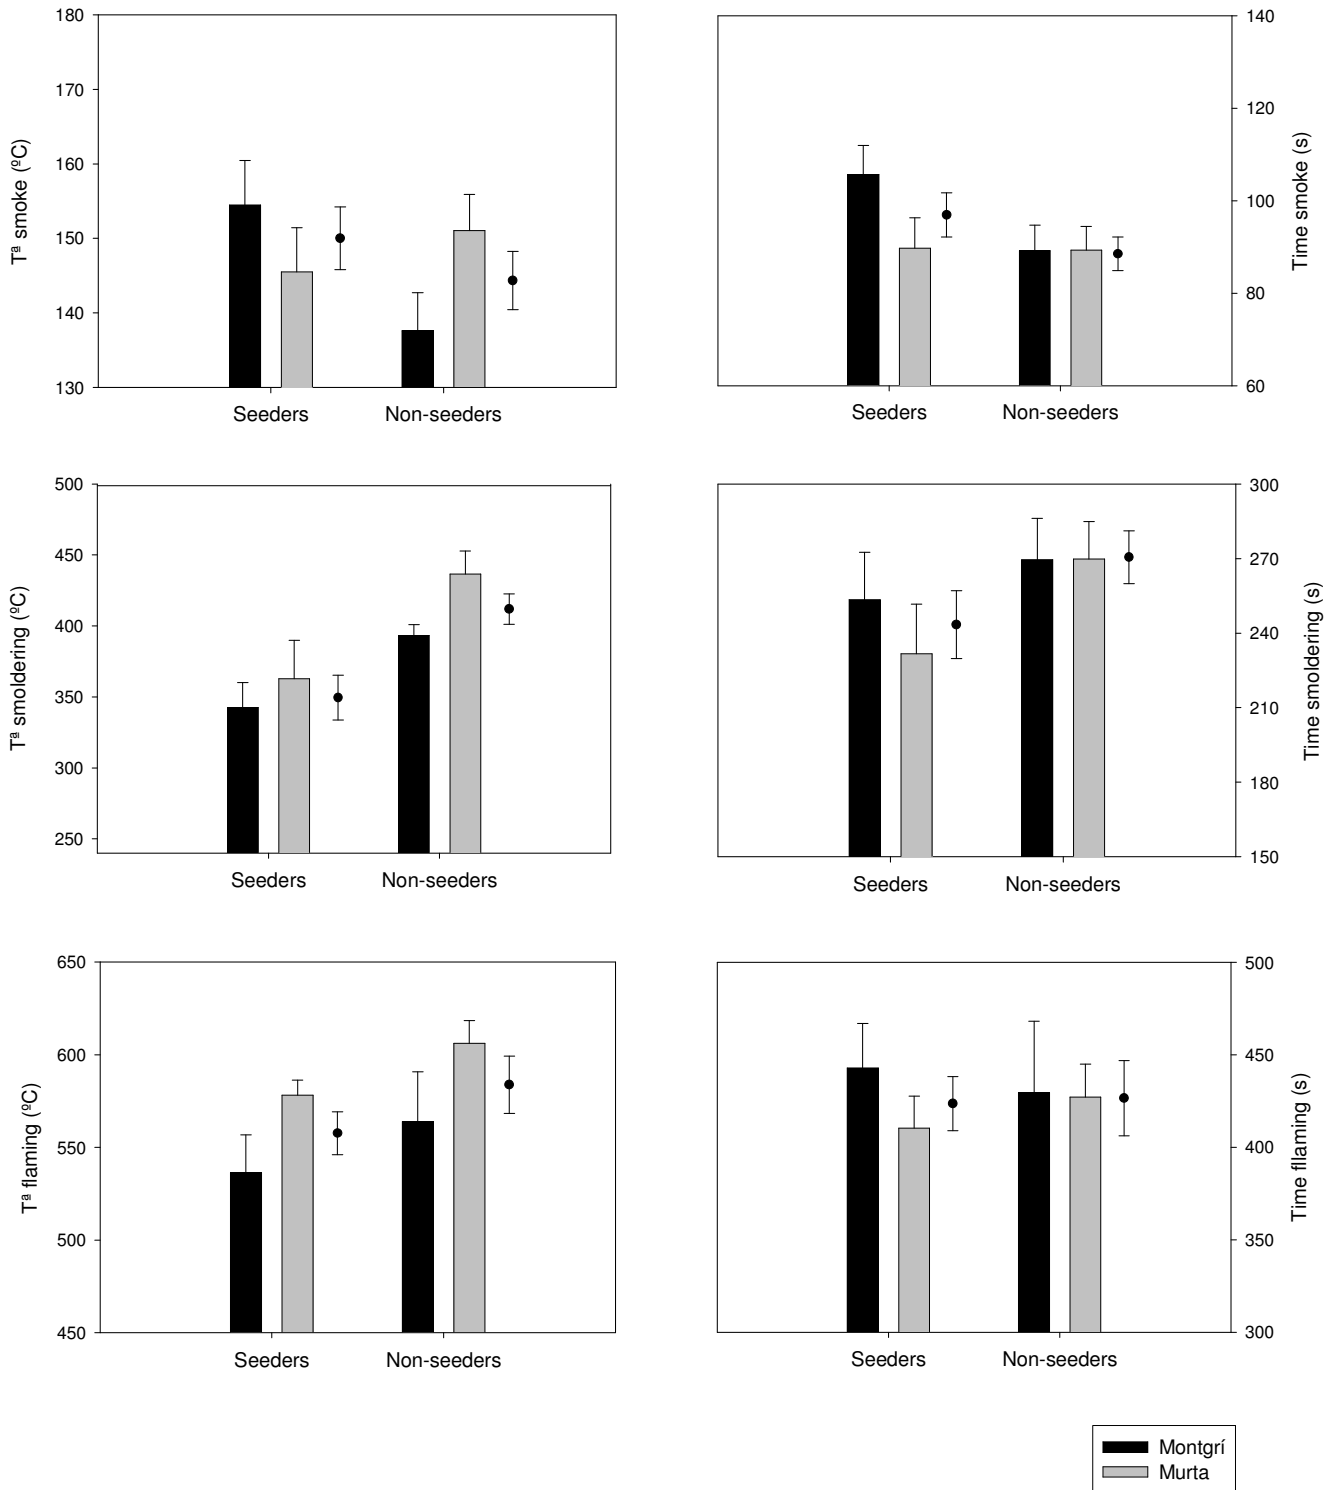 180
170
160
150
140
130
Tª smoke (ºC)
Seeders Non-seeders
140
120
100
80
60
Time smoke (s)
Seeders Non-seeders
500
450
400
350
300
250
Tª smoldering (ºC)
Seeders Non-seeders
300
270
240
210
180
150
Time smoldering (s)
Seeders Non-seeders
650
600
550
500
450
Tª flaming (ºC)
Seeders Non-seeders
500
450
400
350
300
Time fllaming (s)
Seeders Non-seeders
Montgrí
Murta